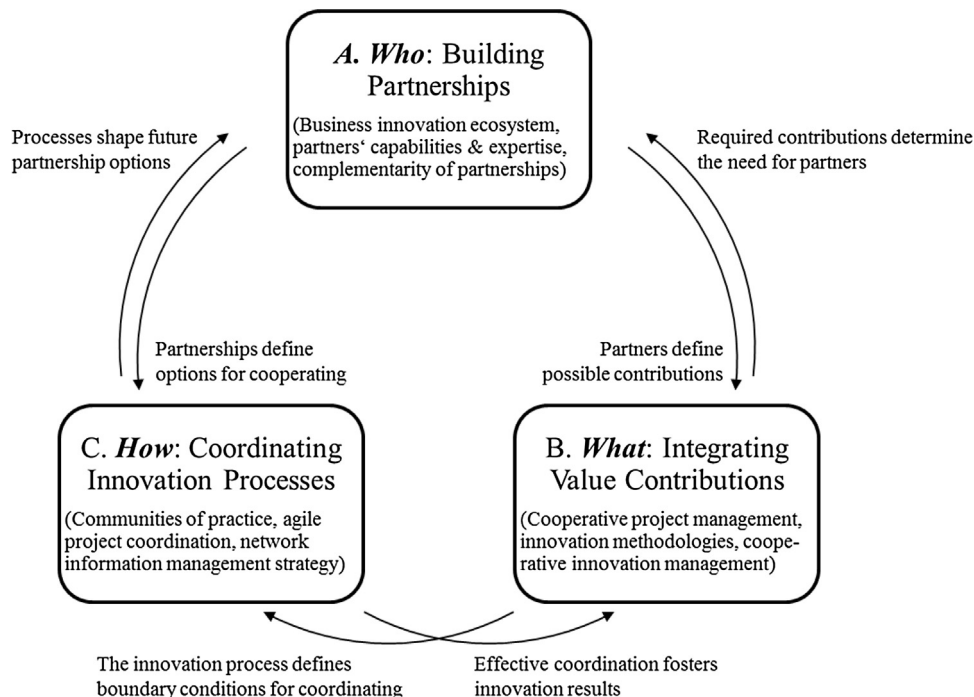 A. Who: Building
Partnerships
(Business innovation ecosystem,
partners‘ capabilities & expertise,
complementarity of partnerships)
Processes shape future
partnership options
Required contributions determine
the need for partners
Partnerships define
options for cooperating
Partners define
possible contributions
C. How: Coordinating
Innovation Processes
(Communities of practice, agile
project coordination, network
information management strategy)
B. What: Integrating
Value Contributions
(Cooperative project management,
innovation methodologies, coope-
rative innovation management)
The innovation process defines
boundary conditions for coordinating
Effective coordination fosters
innovation results